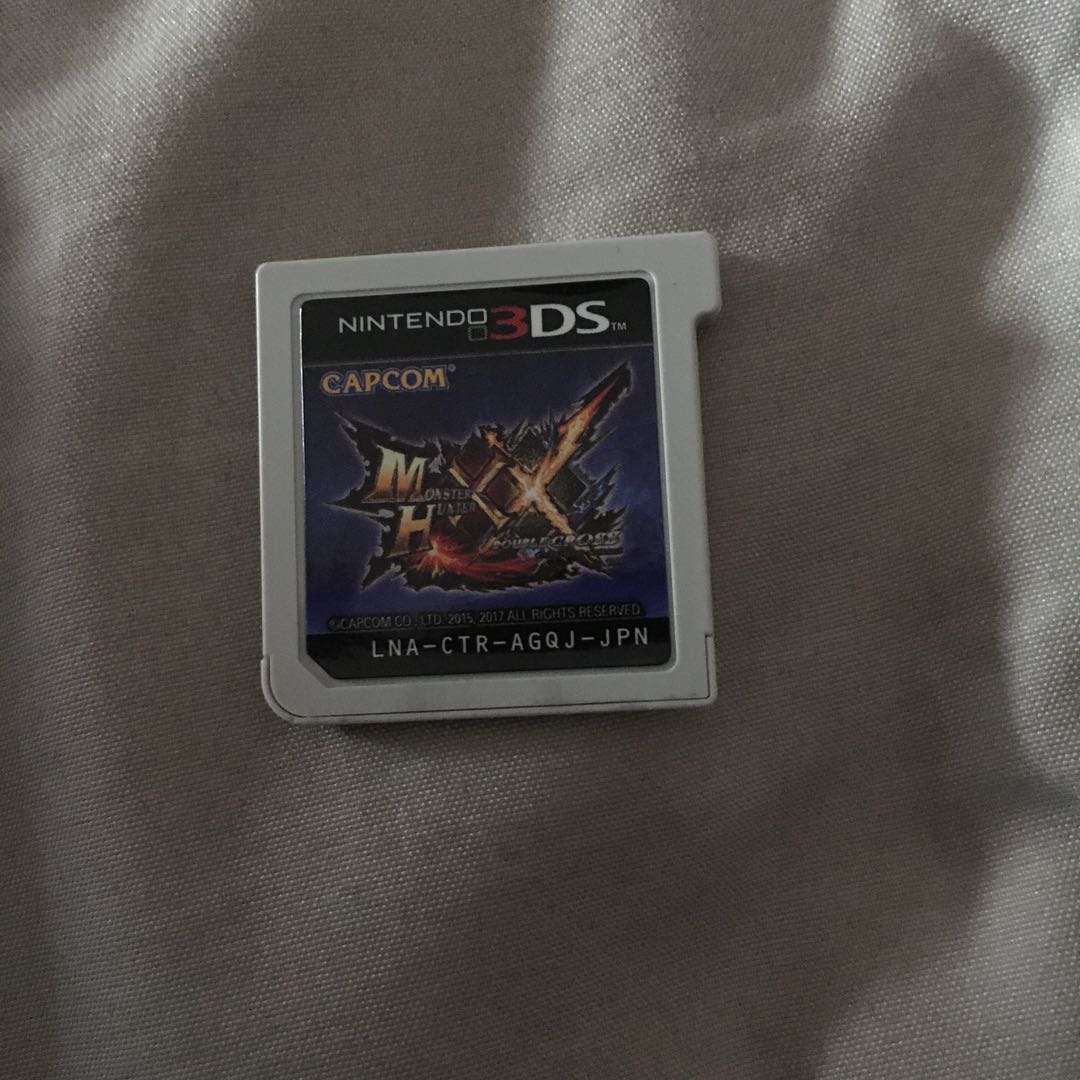 NINTENDO 3DS™
CAPCOM®
MONSTER
HUNTER
XX
DOUBLE CROSS
©CAPCOM CO., LTD. 2015, 2017 ALL RIGHTS RESERVED.
LNA-CTR-AGQJ-JPN